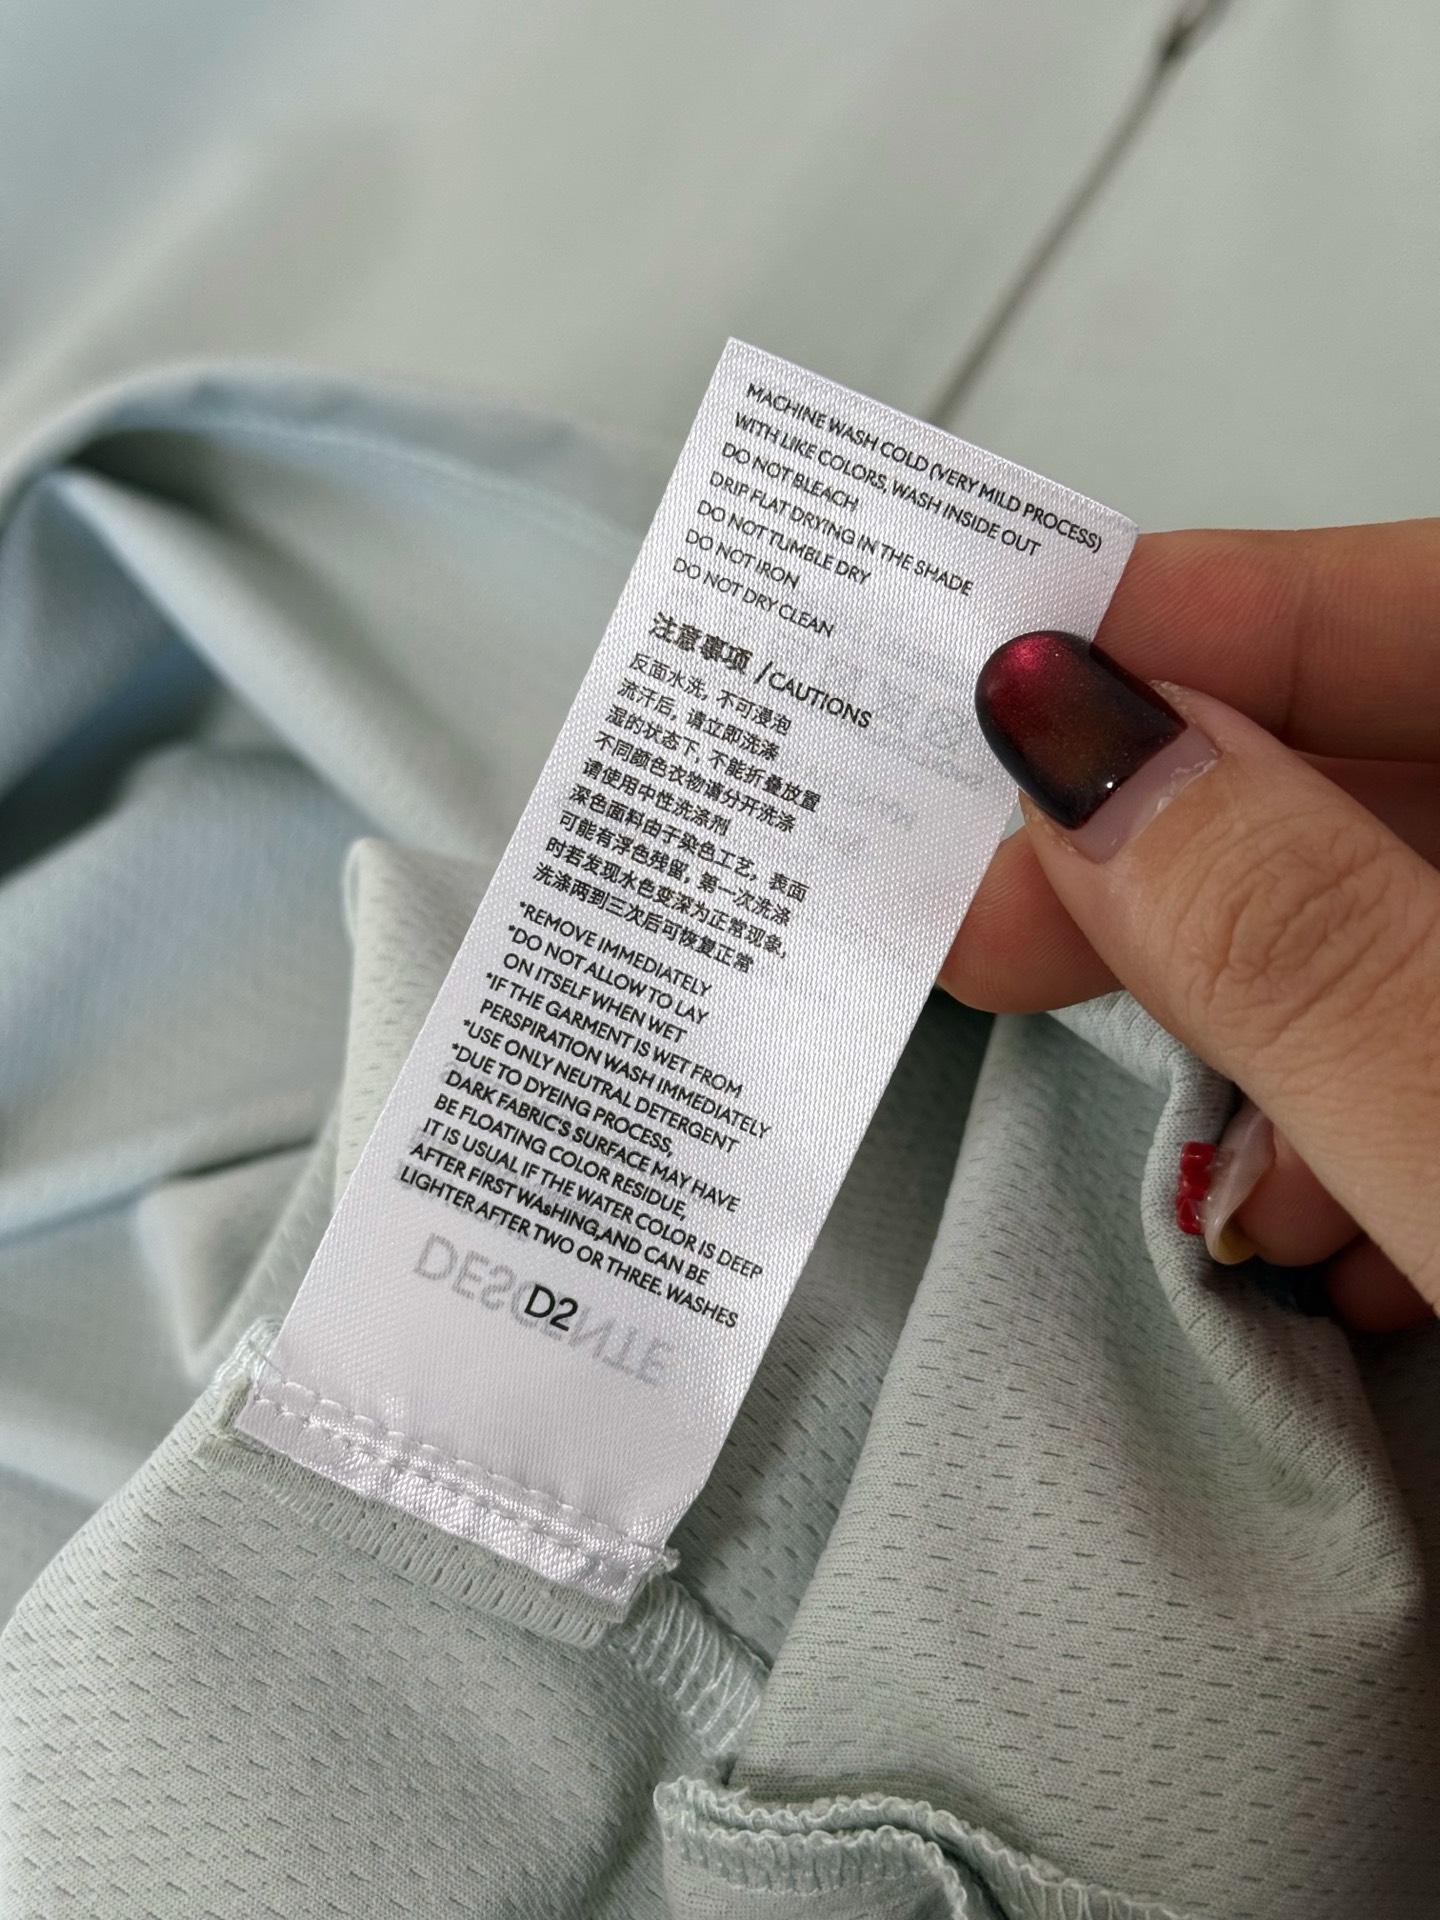 MACHINE WASH COLD (VERY MILD PROCESS)
WITH LIKE COLORS, WASH INSIDE OUT
DO NOT BLEACH
DRIP FLAT DRYING IN THE SHADE
DO NOT TUMBLE DRY
DO NOT IRON
DO NOT DRY CLEAN
注意事项 /CAUTIONS
反面水洗，不可浸泡
流汗后，请立即洗涤
湿的状态下，不能折叠放置
不同颜色衣物请分开洗涤
请使用中性洗涤剂
深色面料由于染色工艺，表面
可能有浮色残留，第一次洗涤
时若发现水色变深为正常现象，
洗涤两到三次后可恢复正常
*REMOVE IMMEDIATELY
*DO NOT ALLOW TO LAY
ON ITSELF WHEN WET
*IF THE GARMENT IS WET FROM
PERSPIRATION WASH IMMEDIATELY
*USE ONLY NEUTRAL DETERGENT
*DUE TO DYEING PROCESS,
DARK FABRIC'S SURFACE MAY HAVE
BE FLOATING COLOR RESIDUE,
IT IS USUAL IF THE WATER COLOR IS DEEP
AFTER FIRST WAsHING,AND CAN BE
LIGHTER AFTER TWO OR THREE. WASHES
D2
DESCENTE